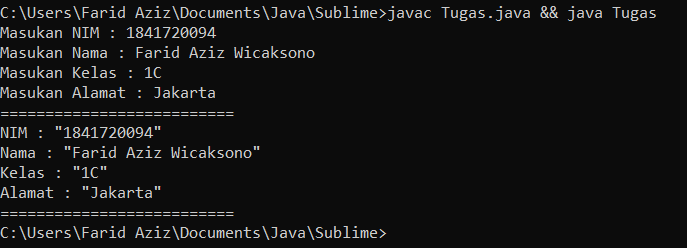 C:\Users\Farid Aziz\Documents\Java\Sublime>javac Tugas.java && java Tugas
Masukan NIM : 1841720094
Masukan Nama : Farid Aziz Wicaksono
Masukan Kelas : 1C
Masukan Alamat : Jakarta
==========================
NIM : "1841720094"
Nama : "Farid Aziz Wicaksono"
Kelas : "1C"
Alamat : "Jakarta"
==========================
C:\Users\Farid Aziz\Documents\Java\Sublime>